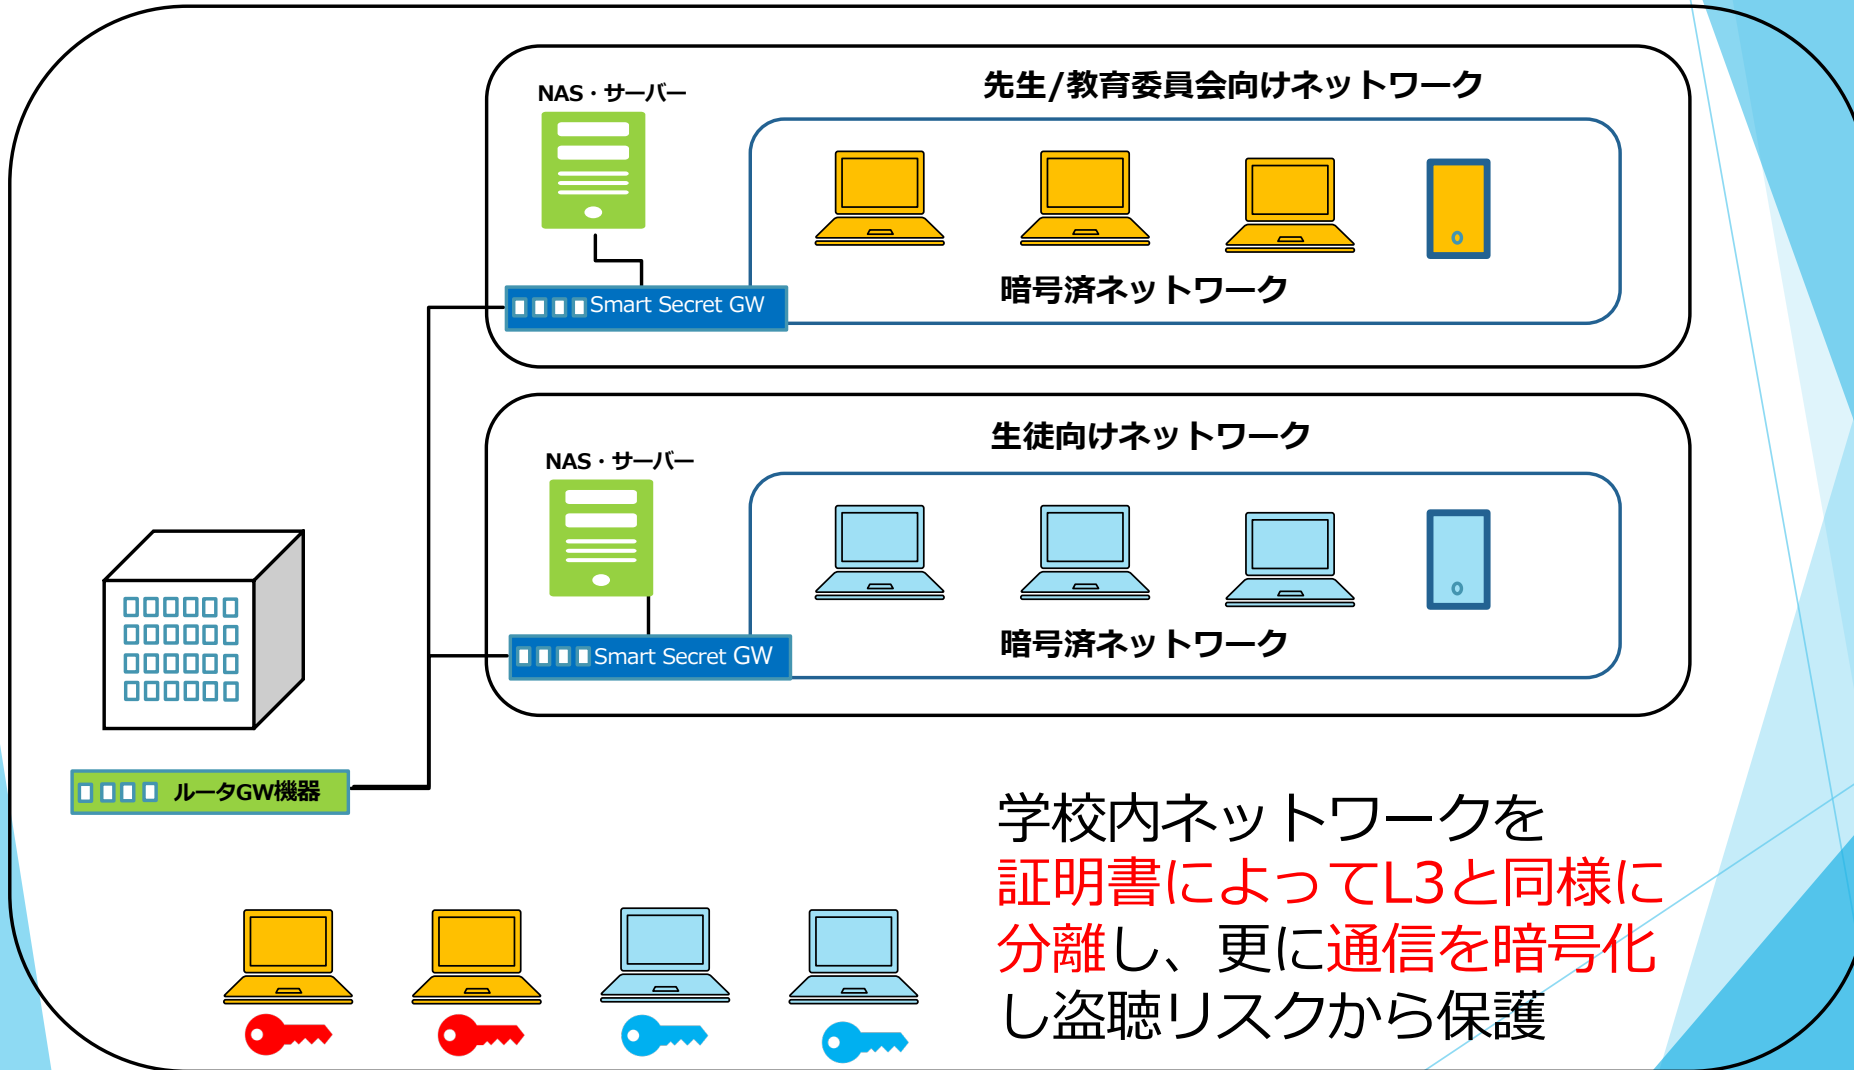 先生/教育委員会向けネットワーク
NAS・サーバー
暗号済ネットワーク
Smart Secret GW
生徒向けネットワーク
NAS・サーバー
暗号済ネットワーク
Smart Secret GW
ルータGW機器
学校内ネットワークを
証明書によってL3と同様に
分離し、更に通信を暗号化
し盗聴リスクから保護